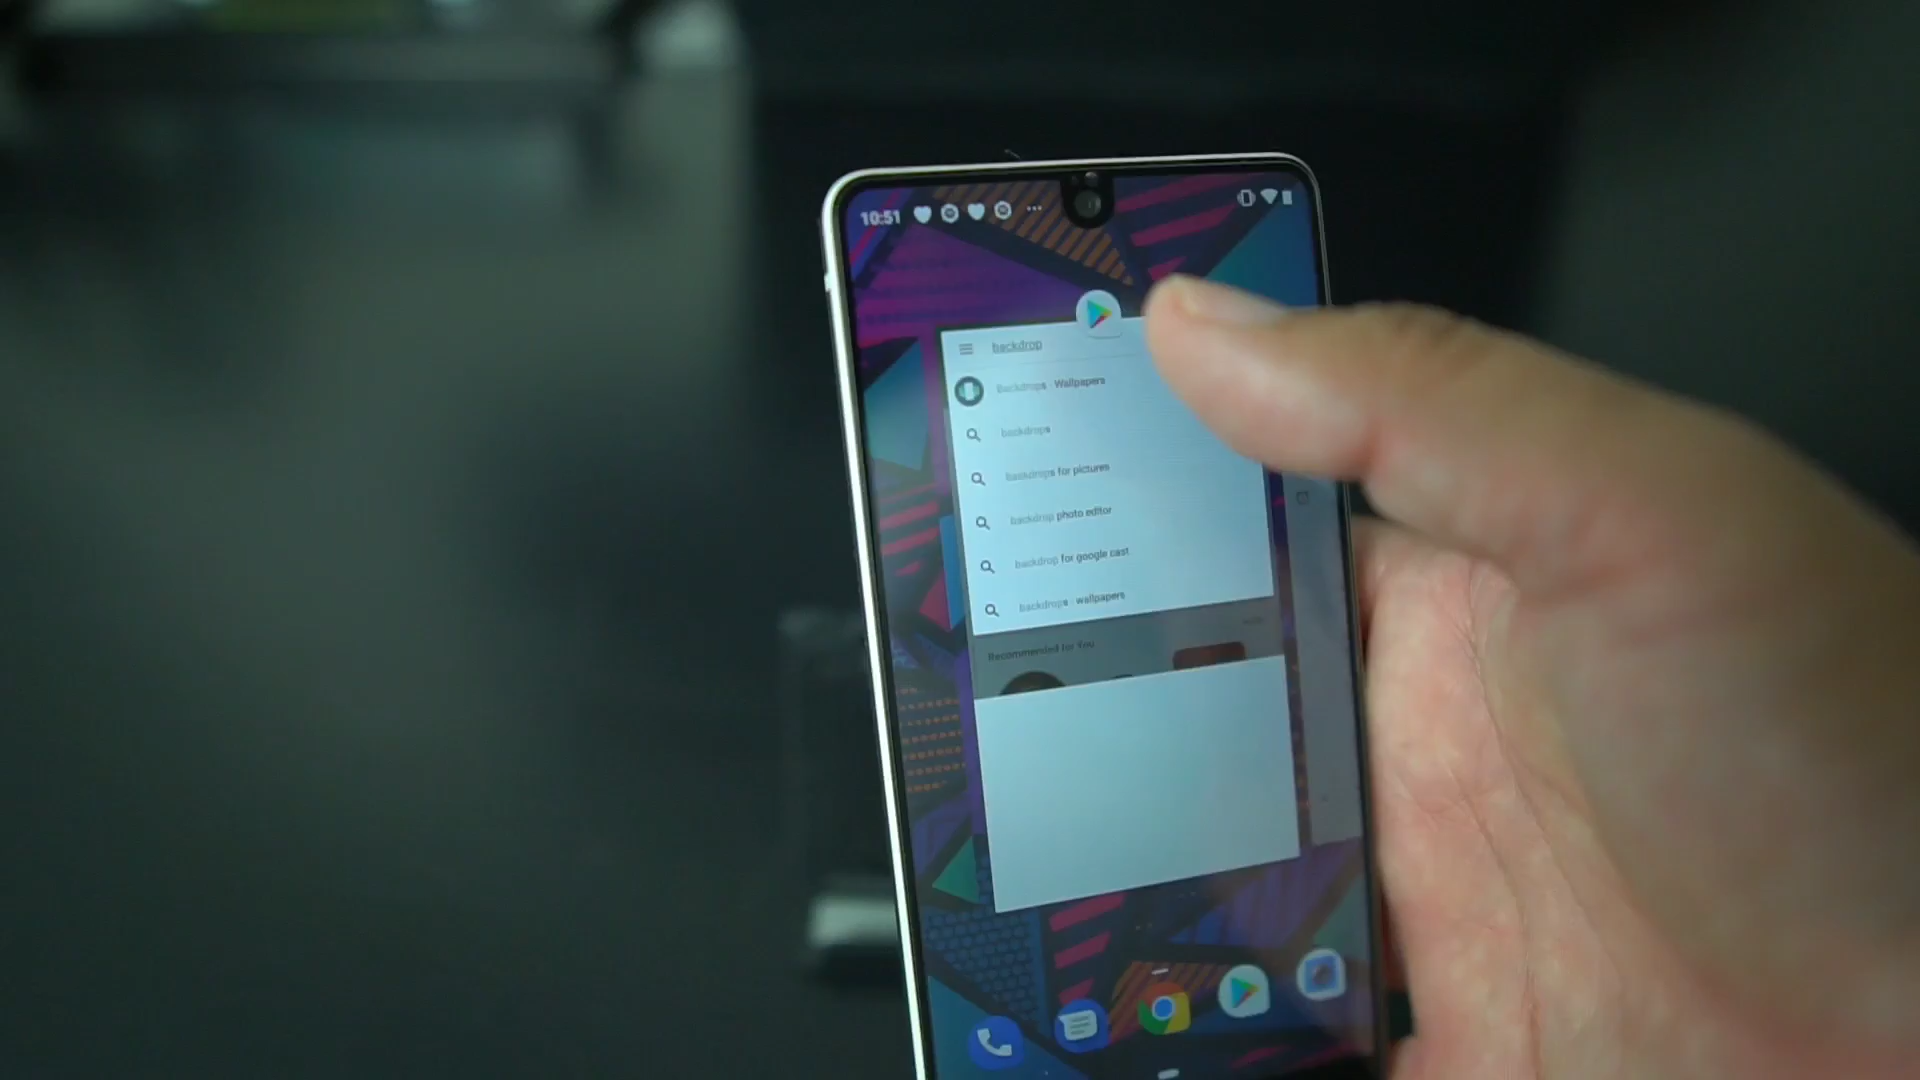 10:51
backdrop
Backdrops - Wallpapers
backdrops
backdrops for pictures
backdrop photo editor
backdrop for google cast
backdrops - wallpapers
Recommended for You